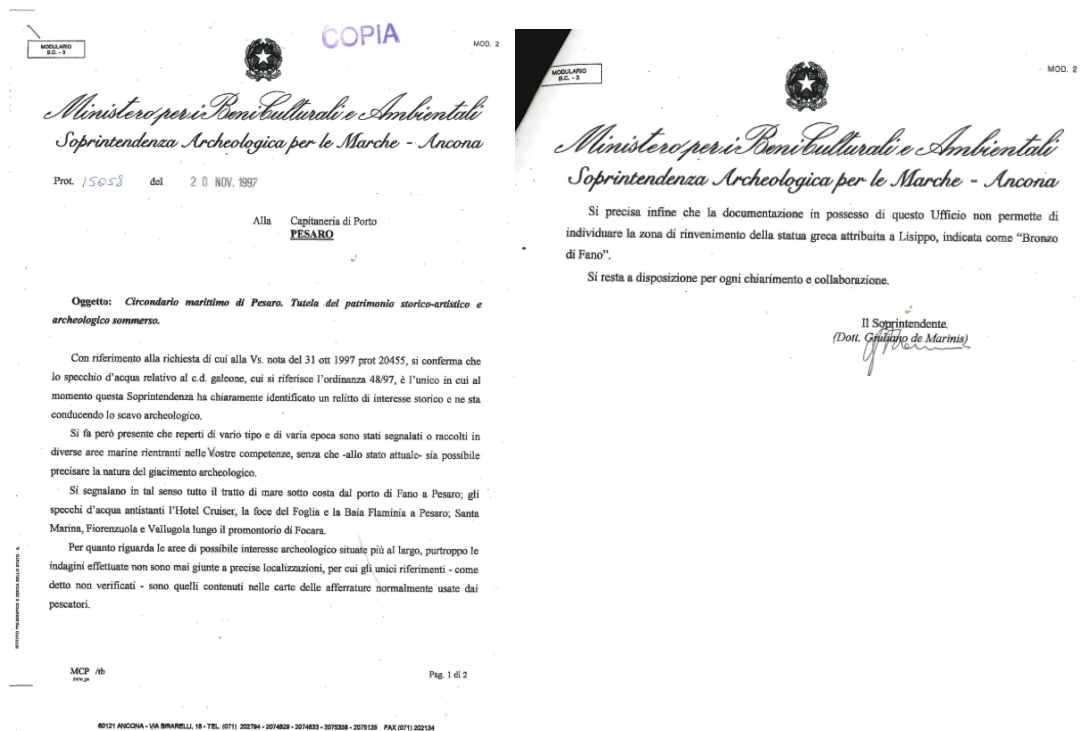 COPIA
MODULARIO
B.C. - 3
MOD. 2
Ministero per i Beni Culturali e Ambientali
Soprintendenza Archeologica per le Marche - Ancona
Prot. 15058 del 20 NOV. 1997
Alla Capitaneria di Porto
PESARO
Oggetto: Circondario marittimo di Pesaro. Tutela del patrimonio storico-artistico e
archeologico sommerso.
Con riferimento alla richiesta di cui alla Vs. nota del 31 ott 1997 prot 20455, si conferma che
lo specchio d'acqua relativo al c.d. galeone, cui si riferisce l'ordinanza 48/97, è l'unico in cui al
momento questa Soprintendenza ha chiaramente identificato un relitto di interesse storico e ne sta
conducendo lo scavo archeologico.
Si fa però presente che reperti di vario tipo e di varia epoca sono stati segnalati o raccolti in
diverse aree marine rientranti nelle Vostre competenze, senza che -allo stato attuale- sia possibile
precisare la natura del giacimento archeologico.
Si segnalano in tal senso tutto il tratto di mare sotto costa dal porto di Fano a Pesaro; gli
specchi d'acqua antistanti l'Hotel Cruiser, la foce del Foglia e la Baia Flaminia a Pesaro; Santa
Marina, Fiorenzuola e Vallugola lungo il promontorio di Focara.
Per quanto riguarda le aree di possibile interesse archeologico situate più al largo, purtroppo le
indagini effettuate non sono mai giunte a precise localizzazioni, per cui gli unici riferimenti - come
detto non verificati - sono quelli contenuti nelle carte delle afferrature normalmente usate dai
pescatori.
MCP /tb
Pag. 1 di 2
60121 ANCONA - VIA BIRARELLI, 18 - TEL. (071) 202794 - 2074829 - 2074633 - 2075358 - 2075128 FAX (071) 202134
MODULARIO
B.C. - 3
MOD. 2
Ministero per i Beni Culturali e Ambientali
Soprintendenza Archeologica per le Marche - Ancona
Si precisa infine che la documentazione in possesso di questo Ufficio non permette di
individuare la zona di rinvenimento della statua greca attribuita a Lisippo, indicata come "Bronzo
di Fano".
Si resta a disposizione per ogni chiarimento e collaborazione.
Il Soprintendente
(Dott. Giuliano de Marinis)